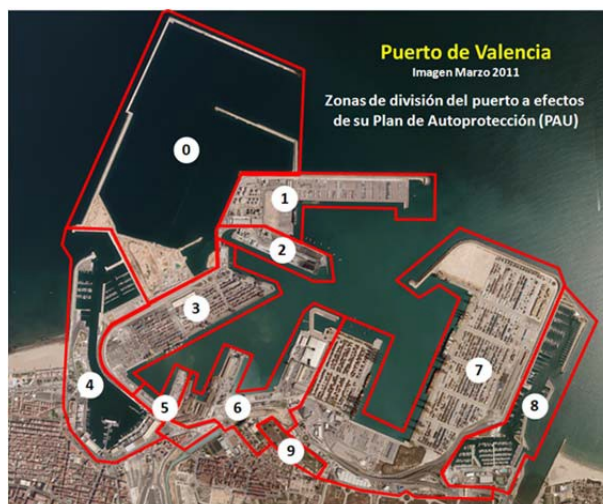 Puerto de Valencia
Imagen Marzo 2011
Zonas de división del puerto a efectos
de su Plan de Autoprotección (PAU)
0
1
2
3
7
4
8
5
6
9